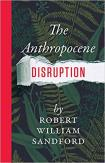 The
Anthropocene
DISRUPTION
by
ROBERT
WILLIAM
SANDFORD